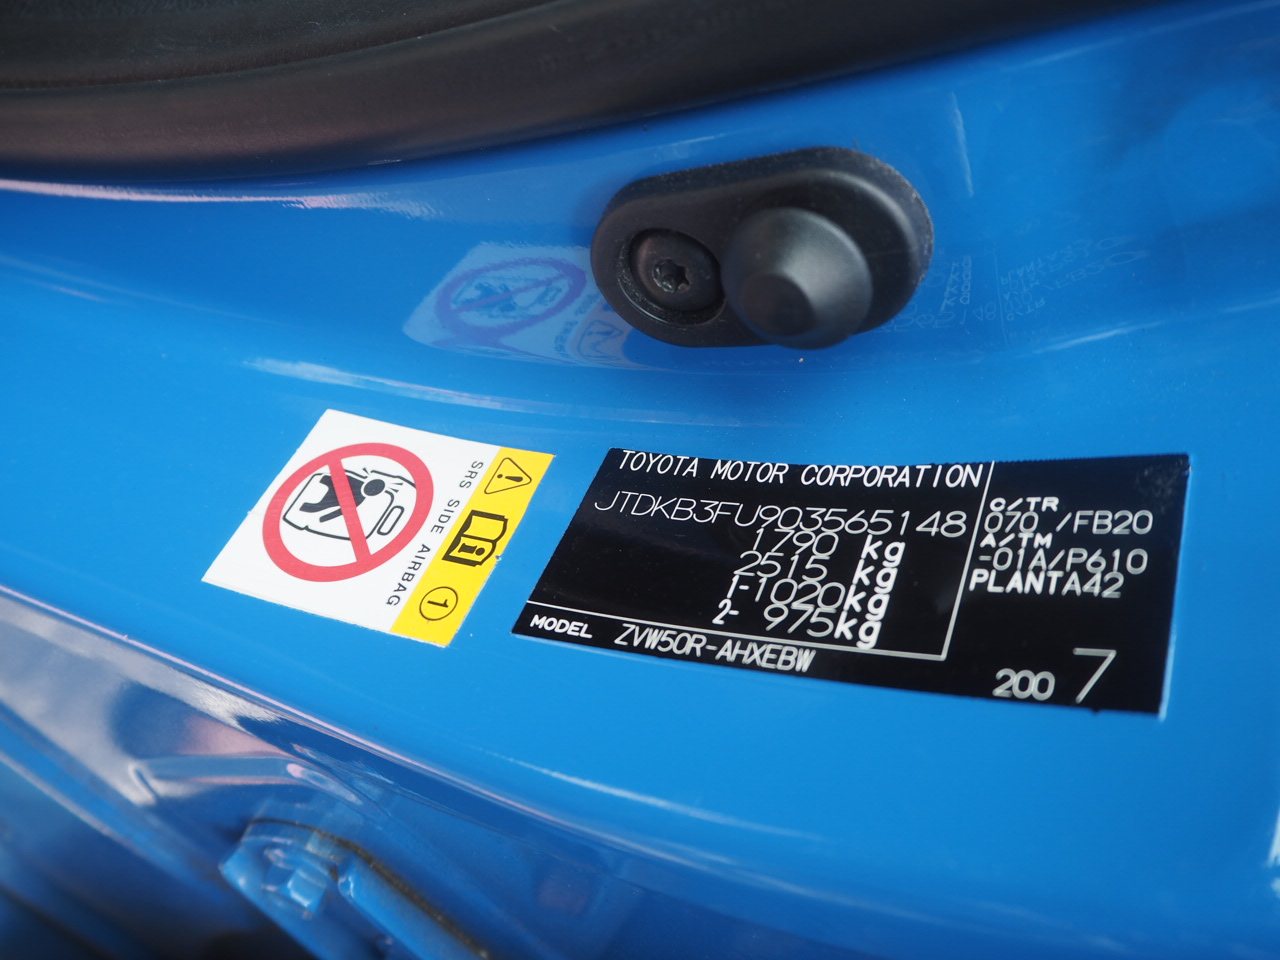 SRS SIDE AIRBAG
1
TOYOTA MOTOR CORPORATION
JTDKB3FU903565148
1790 kg
2515 kg
1-1020kg
2- 975kg
MODEL ZVW50R-AHXEBW
C/TR
070 /FB20
A/TM
-01A/P610
PLANTA42
200 7